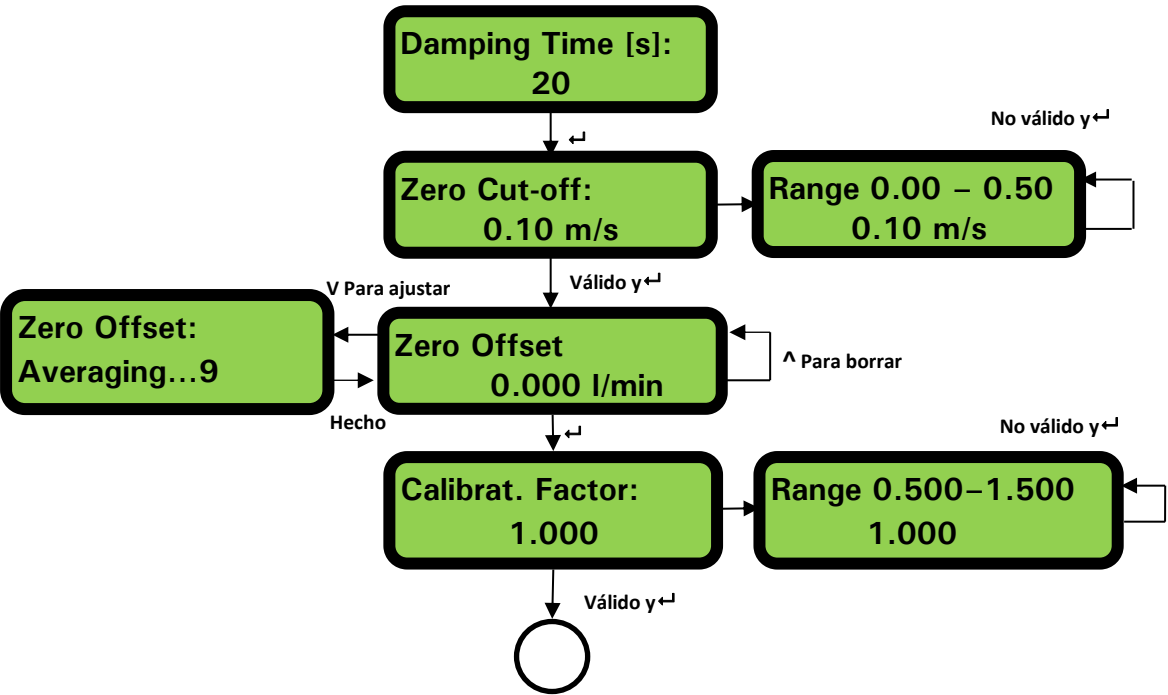 Damping Time [s]:
20
↵
No válido y↵
Zero Cut-off:
0.10 m/s
Range 0.00 – 0.50
0.10 m/s
Válido y↵
V Para ajustar
Zero Offset:
Averaging...9
Zero Offset
0.000 l/min
^ Para borrar
Hecho
↵
No válido y↵
Calibrat. Factor:
1.000
Range 0.500–1.500
1.000
Válido y↵